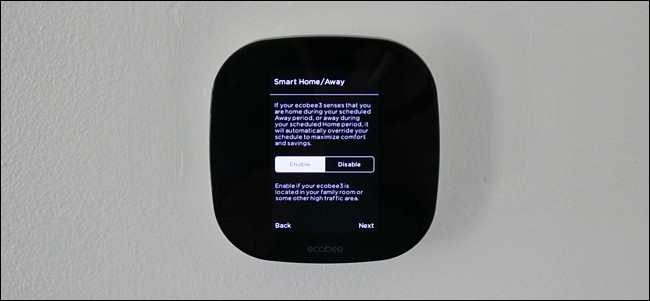 Smart Home/Away
If your ecobee3 senses that you
are home during your scheduled
Away period, or away during
your scheduled Home period, it
will automatically override your
schedule to maximize comfort
and savings.
Enable Disable
Enable if your ecobee3 is
located in your family room or
some other high traffic area.
Back Next
ecobee